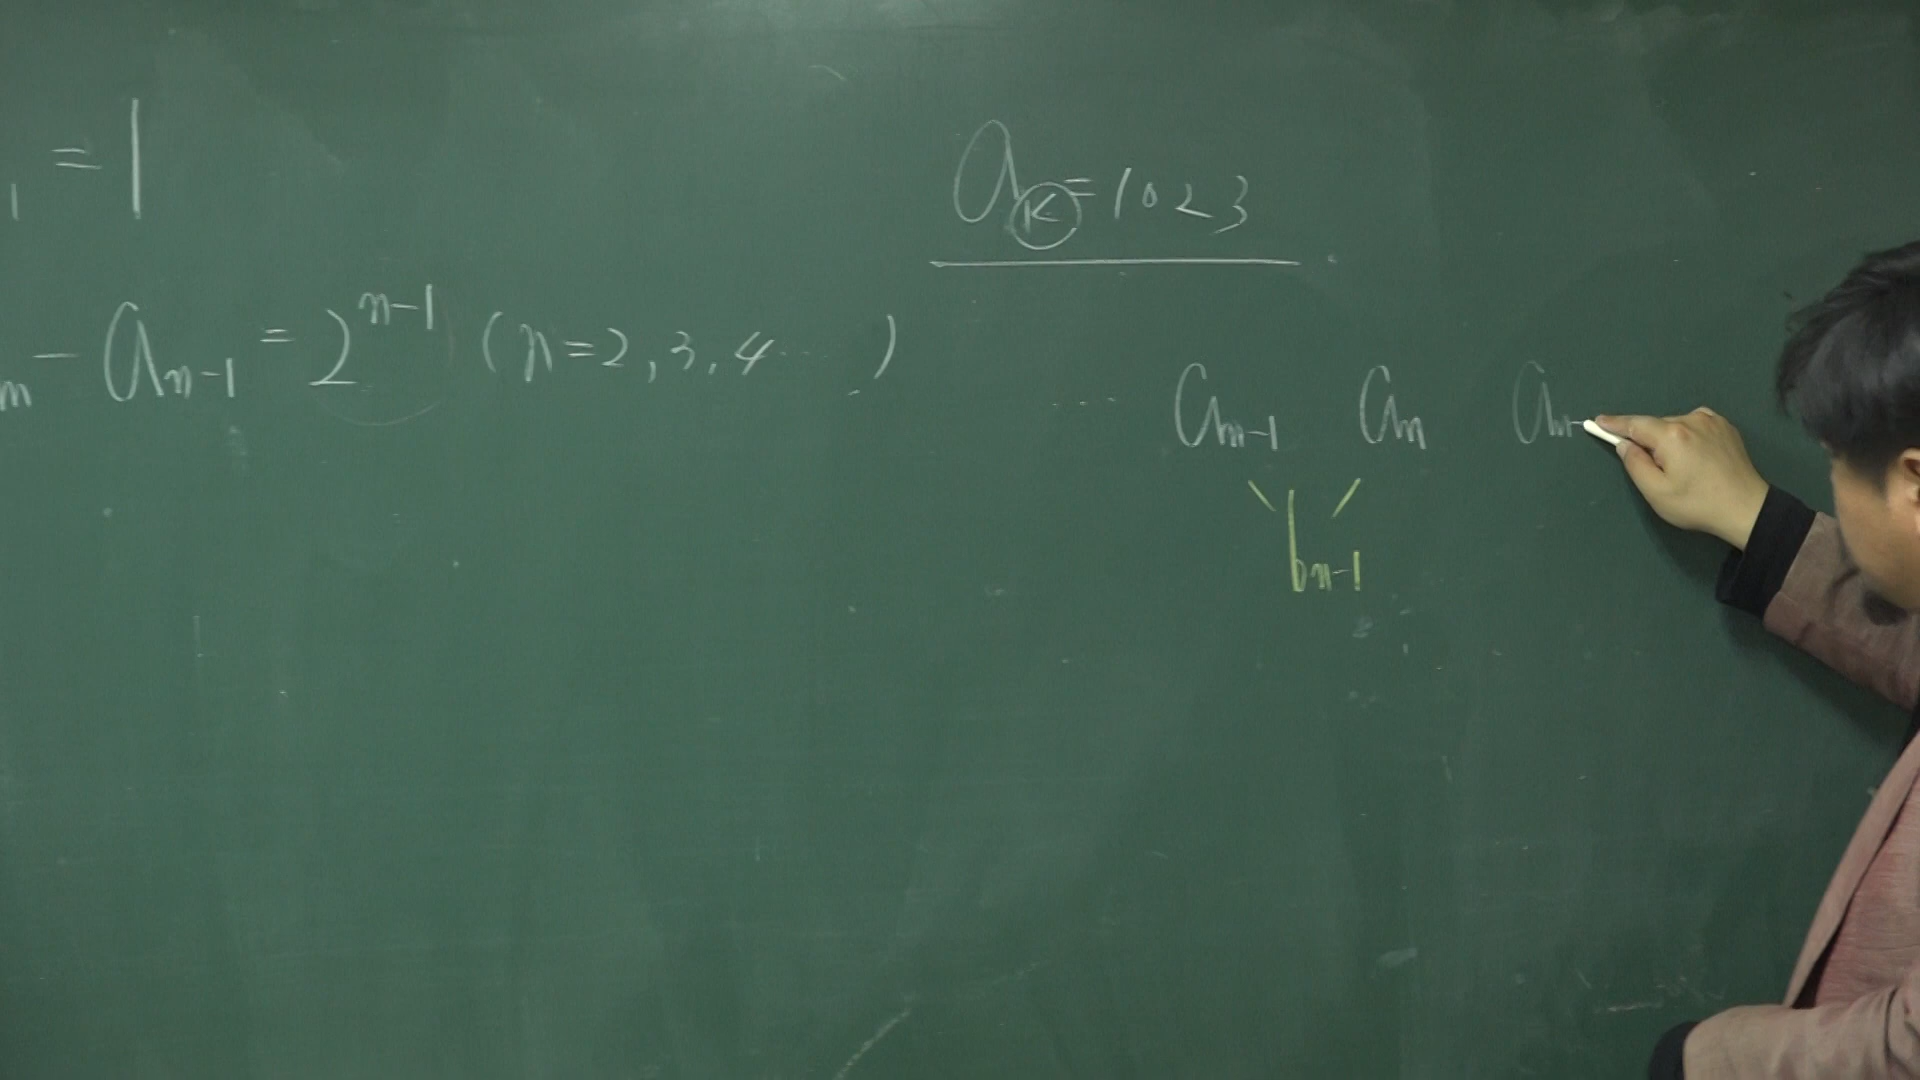 ₁ = 1
a_k = 1023
ₙ - aₙ₋₁ = 2ⁿ⁻¹ (n = 2, 3, 4 ⋯ )
⋯ aₙ₋₁ aₙ aₙ
bₙ₋₁